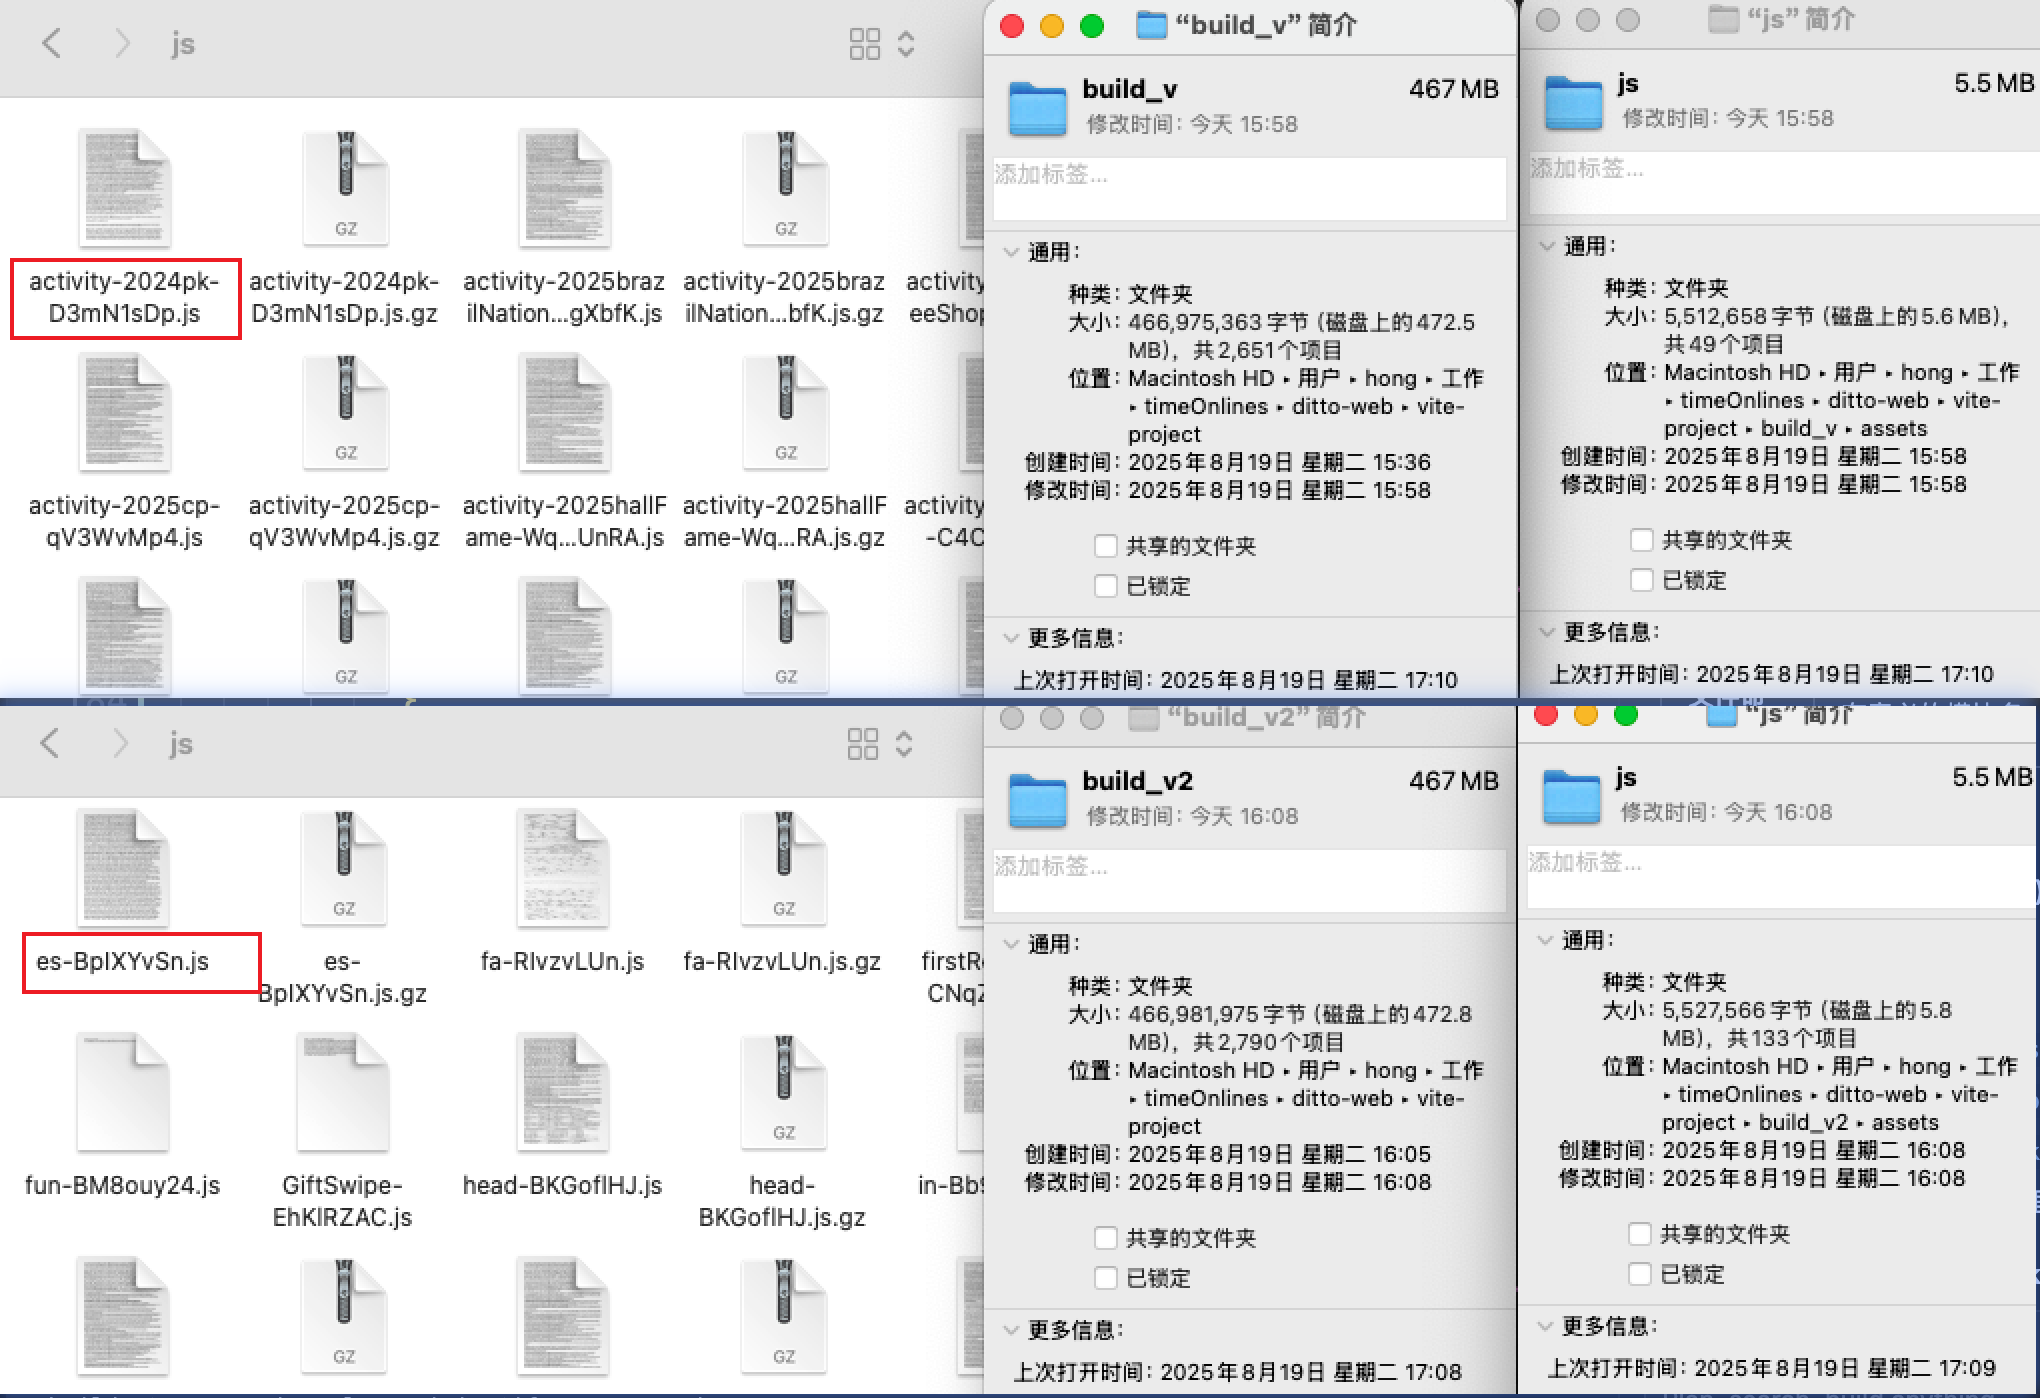 js
activity-2024pk-
D3mN1sDp.js
activity-2024pk-
D3mN1sDp.js.gz
activity-2025braz
ilNation...gXbfK.js
activity-2025braz
ilNation...bfK.js.gz
activity
eeShop
activity-2025cp-
qV3WvMp4.js
activity-2025cp-
qV3WvMp4.js.gz
activity-2025hallF
ame-Wq...UnRA.js
activity-2025hallF
ame-Wq...RA.js.gz
activity
-C4C
GZ
GZ
GZ
GZ
GZ
GZ
“build_v” 简介
build_v
467 MB
修改时间：今天 15:58
添加标签...
通用：
种类：文件夹
大小：466,975,363 字节（磁盘上的472.5
MB），共2,651个项目
位置：Macintosh HD ▸ 用户 ▸ hong ▸ 工作
▸ timeOnlines ▸ ditto-web ▸ vite-
project
创建时间：2025年8月19日 星期二 15:36
修改时间：2025年8月19日 星期二 15:58
共享的文件夹
已锁定
更多信息：
上次打开时间：2025年8月19日 星期二 17:10
“js” 简介
js
5.5 MB
修改时间：今天 15:58
添加标签...
通用：
种类：文件夹
大小：5,512,658 字节（磁盘上的5.6 MB），
共49个项目
位置：Macintosh HD ▸ 用户 ▸ hong ▸ 工作
▸ timeOnlines ▸ ditto-web ▸ vite-
project ▸ build_v ▸ assets
创建时间：2025年8月19日 星期二 15:58
修改时间：2025年8月19日 星期二 15:58
共享的文件夹
已锁定
更多信息：
上次打开时间：2025年8月19日 星期二 17:10
js
GZ
GZ
es-BpIXYvSn.js
es-
BpIXYvSn.js.gz
fa-RIvzvLUn.js
fa-RIvzvLUn.js.gz
firstR
CNqZ
GZ
fun-BM8ouy24.js
GiftSwipe-
EhKlRZAC.js
head-BKGoflHJ.js
head-
BKGoflHJ.js.gz
in-Bb9
GZ
GZ
“build_v2” 简介
build_v2
467 MB
修改时间：今天 16:08
添加标签...
通用：
种类：文件夹
大小：466,981,975 字节（磁盘上的472.8
MB），共2,790个项目
位置：Macintosh HD ▸ 用户 ▸ hong ▸ 工作
▸ timeOnlines ▸ ditto-web ▸ vite-
project
创建时间：2025年8月19日 星期二 16:05
修改时间：2025年8月19日 星期二 16:08
共享的文件夹
已锁定
更多信息：
上次打开时间：2025年8月19日 星期二 17:08
“js” 简介
js
5.5 MB
修改时间：今天 16:08
添加标签...
通用：
种类：文件夹
大小：5,527,566 字节（磁盘上的5.8
MB），共133个项目
位置：Macintosh HD ▸ 用户 ▸ hong ▸ 工作
▸ timeOnlines ▸ ditto-web ▸ vite-
project ▸ build_v2 ▸ assets
创建时间：2025年8月19日 星期二 16:08
修改时间：2025年8月19日 星期二 16:08
共享的文件夹
已锁定
更多信息：
上次打开时间：2025年8月19日 星期二 17:09